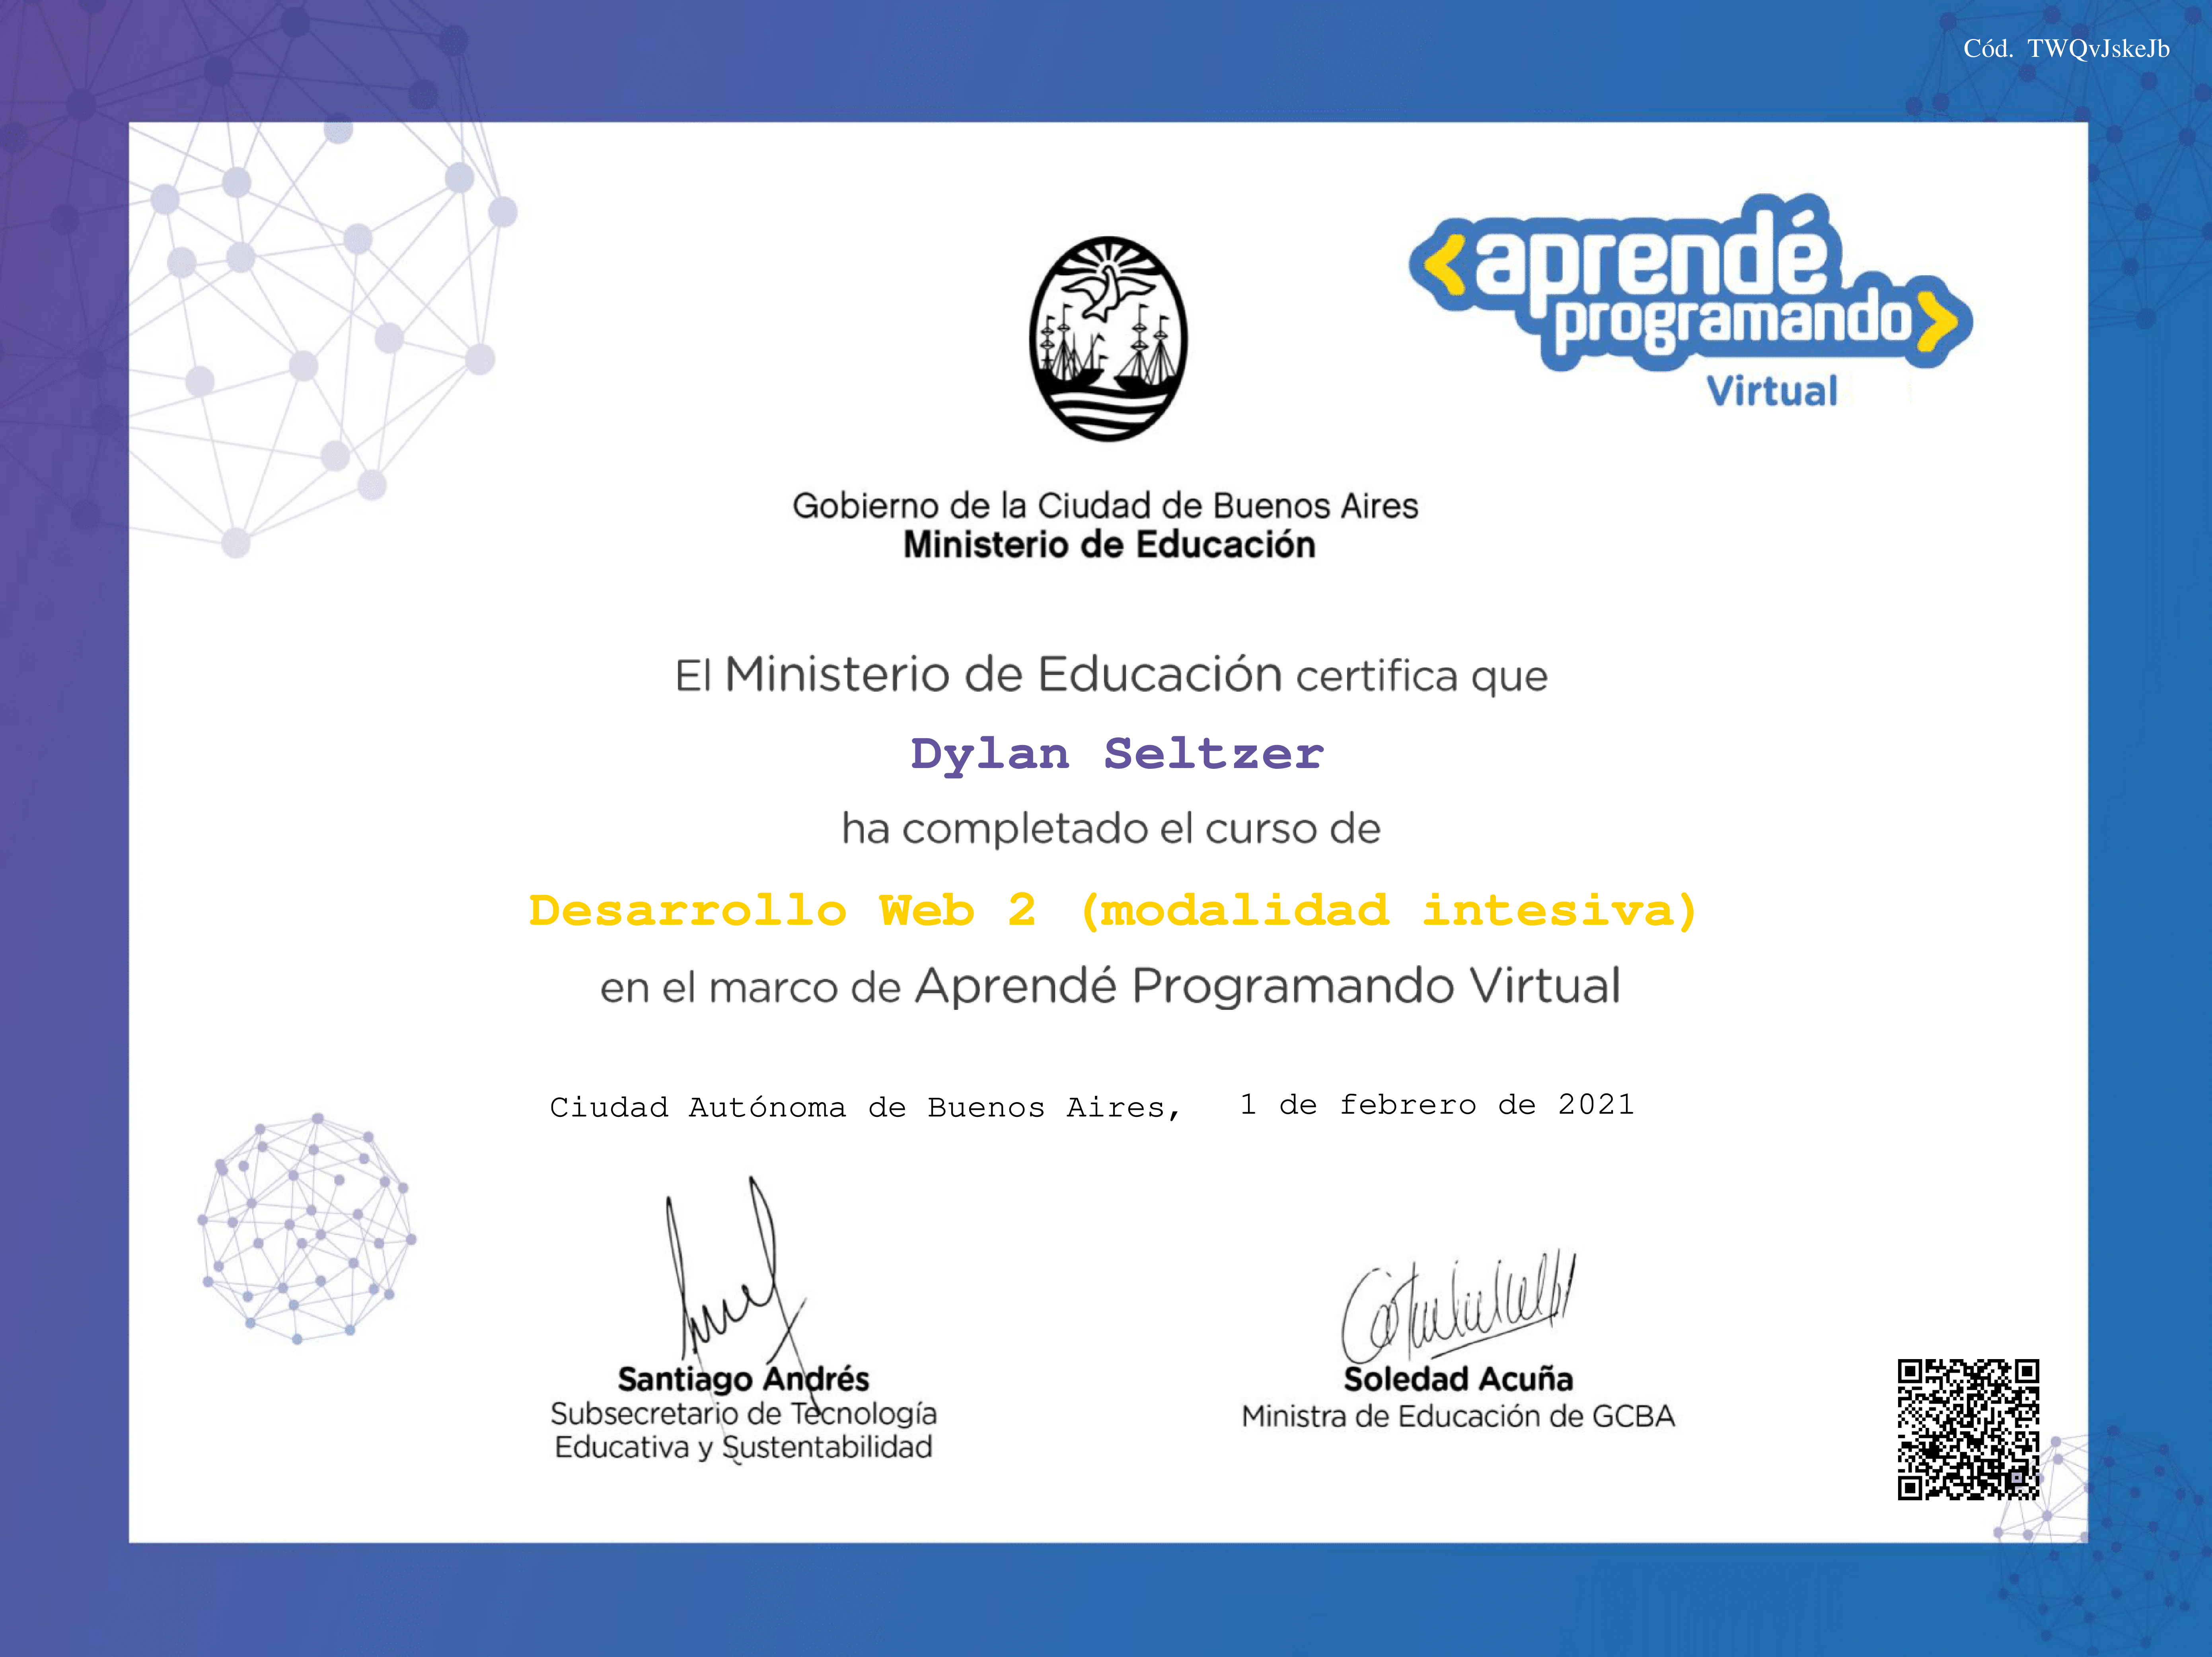 Cód. TWQvJskeJb
<aprendé
programando>
Virtual
Gobierno de la Ciudad de Buenos Aires
Ministerio de Educación
El Ministerio de Educación certifica que
Dylan Seltzer
ha completado el curso de
Desarrollo Web 2 (modalidad intesiva)
en el marco de Aprendé Programando Virtual
Ciudad Autónoma de Buenos Aires, 1 de febrero de 2021
Santiago Andrés
Subsecretario de Tecnología
Educativa y Sustentabilidad
Soledad Acuña
Ministra de Educación de GCBA